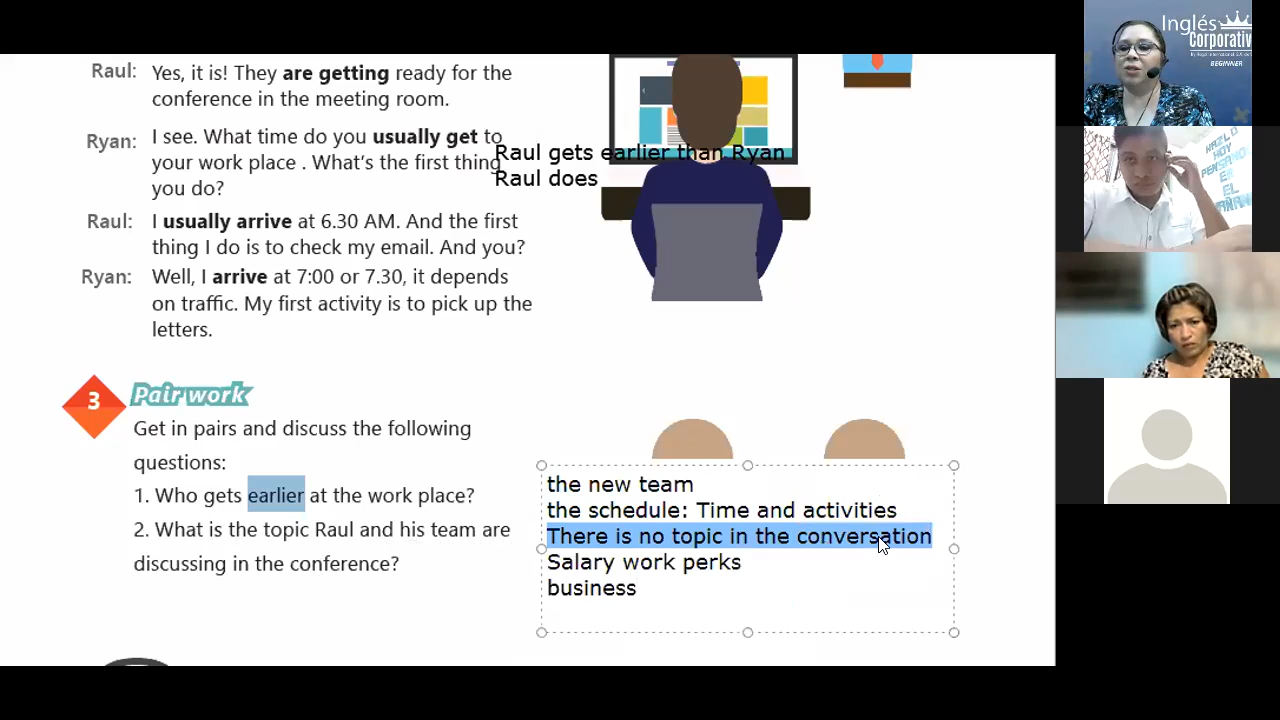 Raul: Yes, it is! They are getting ready for the
conference in the meeting room.
Ryan: I see. What time do you usually get to
your work place . What's the first thing
you do?
Raul gets earlier than Ryan
Raul does
Raul: I usually arrive at 6.30 AM. And the first
thing I do is to check my email. And you?
Ryan: Well, I arrive at 7:00 or 7.30, it depends
on traffic. My first activity is to pick up the
letters.
3 Pair work
Get in pairs and discuss the following
questions:
1. Who gets earlier at the work place?
2. What is the topic Raul and his team are
discussing in the conference?
the new team
the schedule: Time and activities
There is no topic in the conversation
Salary work perks
business
Inglés
Corporativ
BEGINNER
HAZLO
HOY
PENSANDO
EN
EL